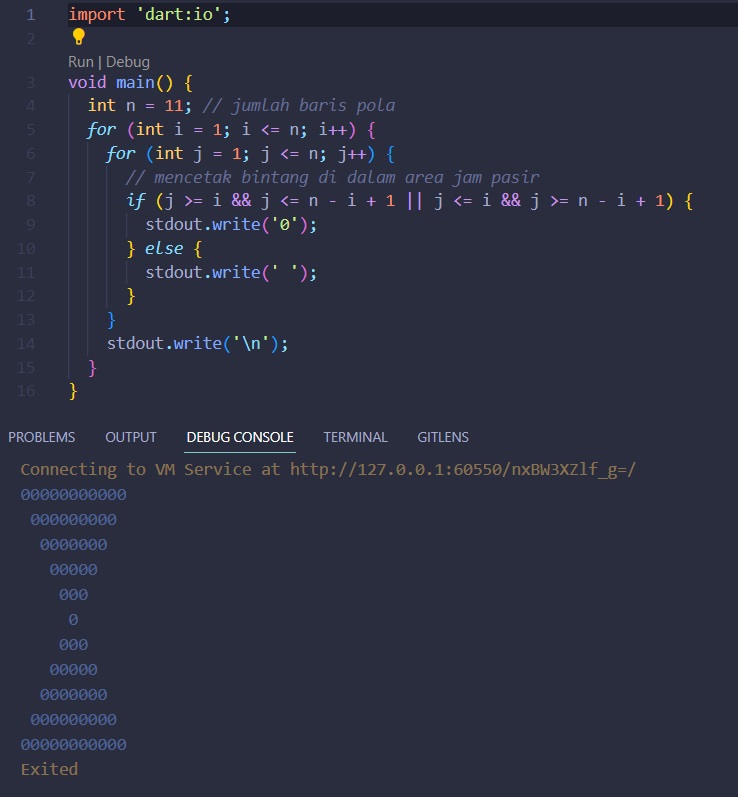 1 import 'dart:io';
2
Run | Debug
3 void main() {
4   int n = 11; // jumlah baris pola
5   for (int i = 1; i <= n; i++) {
6     for (int j = 1; j <= n; j++) {
7       // mencetak bintang di dalam area jam pasir
8       if (j >= i && j <= n - i + 1 || j <= i && j >= n - i + 1) {
9         stdout.write('0');
10       } else {
11         stdout.write(' ');
12       }
13     }
14     stdout.write('\n');
15   }
16 }
PROBLEMS OUTPUT DEBUG CONSOLE TERMINAL GITLENS
Connecting to VM Service at http://127.0.0.1:60550/nxBW3XZlf_g=/
00000000000
 000000000
  0000000
   00000
    000
     0
    000
   00000
  0000000
 000000000
00000000000
Exited